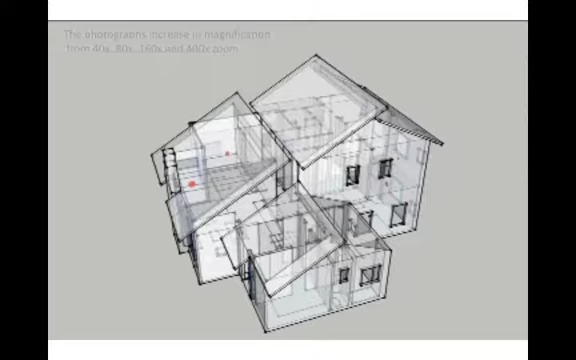 The photographs increase in magnification
from 40x, 80x, 160x and 400x zoom